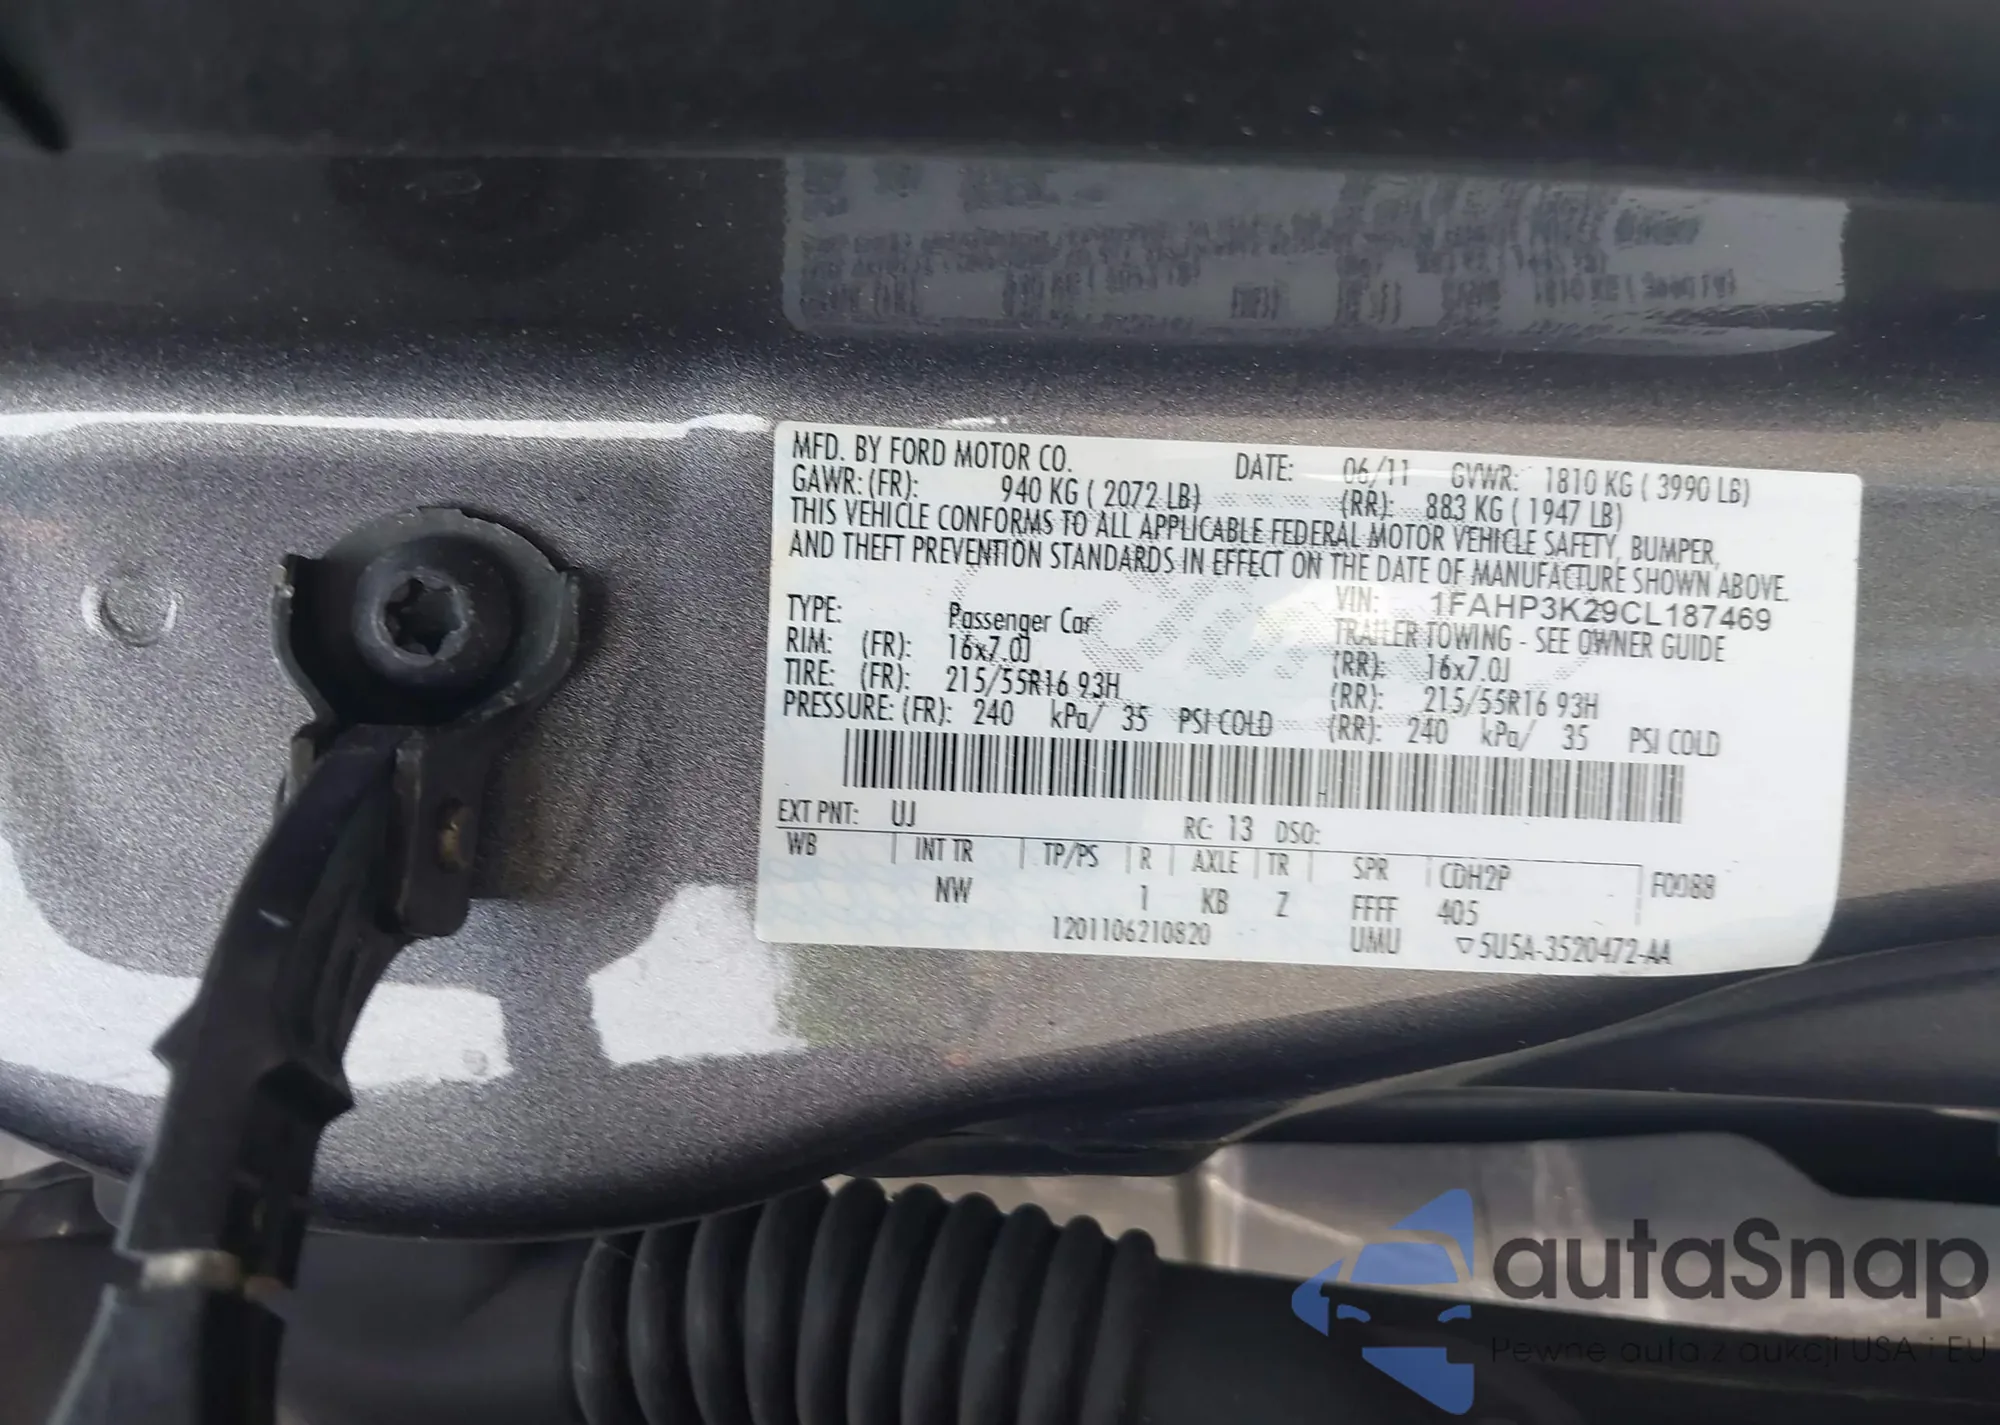 MFD. BY FORD MOTOR CO. DATE: 06/11 GVWR: 1810 KG ( 3990 LB)
GAWR: (FR): 940 KG ( 2072 LB) (RR): 883 KG ( 1947 LB)
THIS VEHICLE CONFORMS TO ALL APPLICABLE FEDERAL MOTOR VEHICLE SAFETY, BUMPER,
AND THEFT PREVENTION STANDARDS IN EFFECT ON THE DATE OF MANUFACTURE SHOWN ABOVE.
VIN: 1FAHP3K29CL187469
TYPE: Passenger Car TRAILER TOWING - SEE OWNER GUIDE
RIM: (FR): 16x7.0J (RR): 16x7.0J
TIRE: (FR): 215/55R16 93H (RR): 215/55R16 93H
PRESSURE: (FR): 240 kPa/ 35 PSI COLD (RR): 240 kPa/ 35 PSI COLD
EXT PNT: UJ RC: 13 DSO:
WB INT TR TP/PS R AXLE TR SPR CDH2P F0088
NW 1 KB Z FFFF 405
1201106210820 UMU ▽5U5A-3520472-AA
autaSnap
Pewne auta z aukcji USA i EU